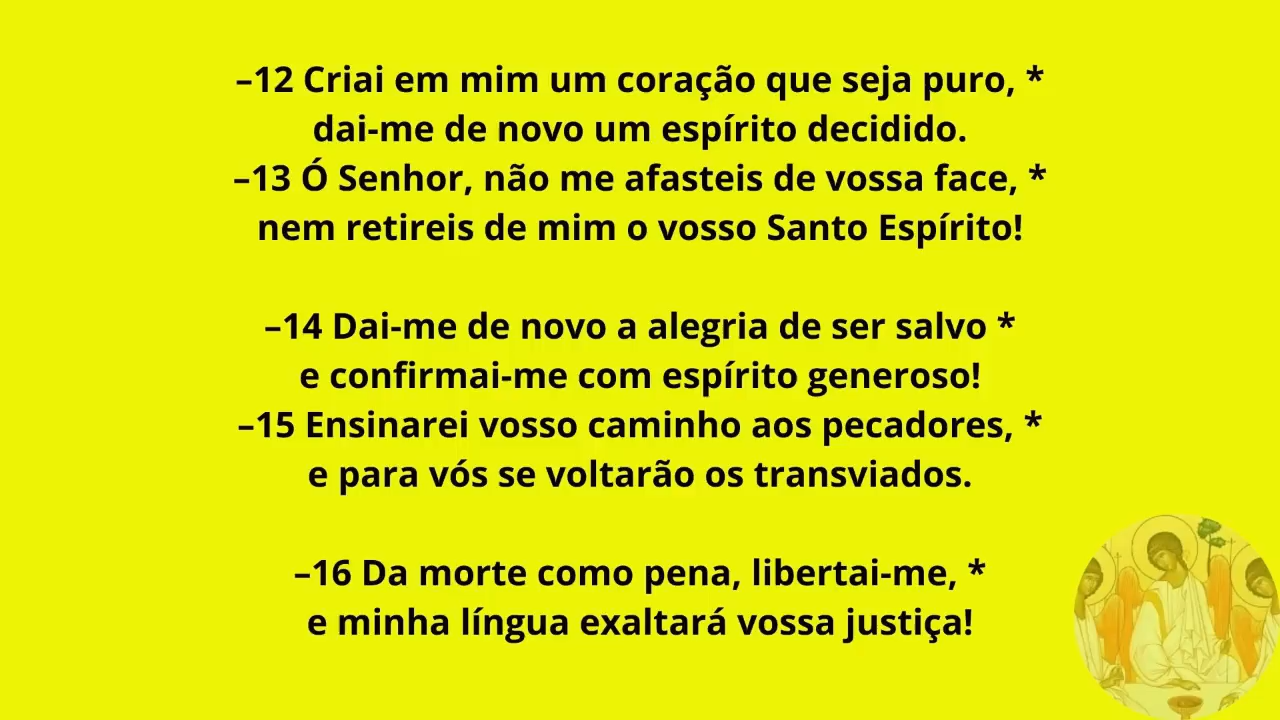 –12 Criai em mim um coração que seja puro, *
dai-me de novo um espírito decidido.
–13 Ó Senhor, não me afasteis de vossa face, *
nem retireis de mim o vosso Santo Espírito!
–14 Dai-me de novo a alegria de ser salvo *
e confirmai-me com espírito generoso!
–15 Ensinarei vosso caminho aos pecadores, *
e para vós se voltarão os transviados.
–16 Da morte como pena, libertai-me, *
e minha língua exaltará vossa justiça!